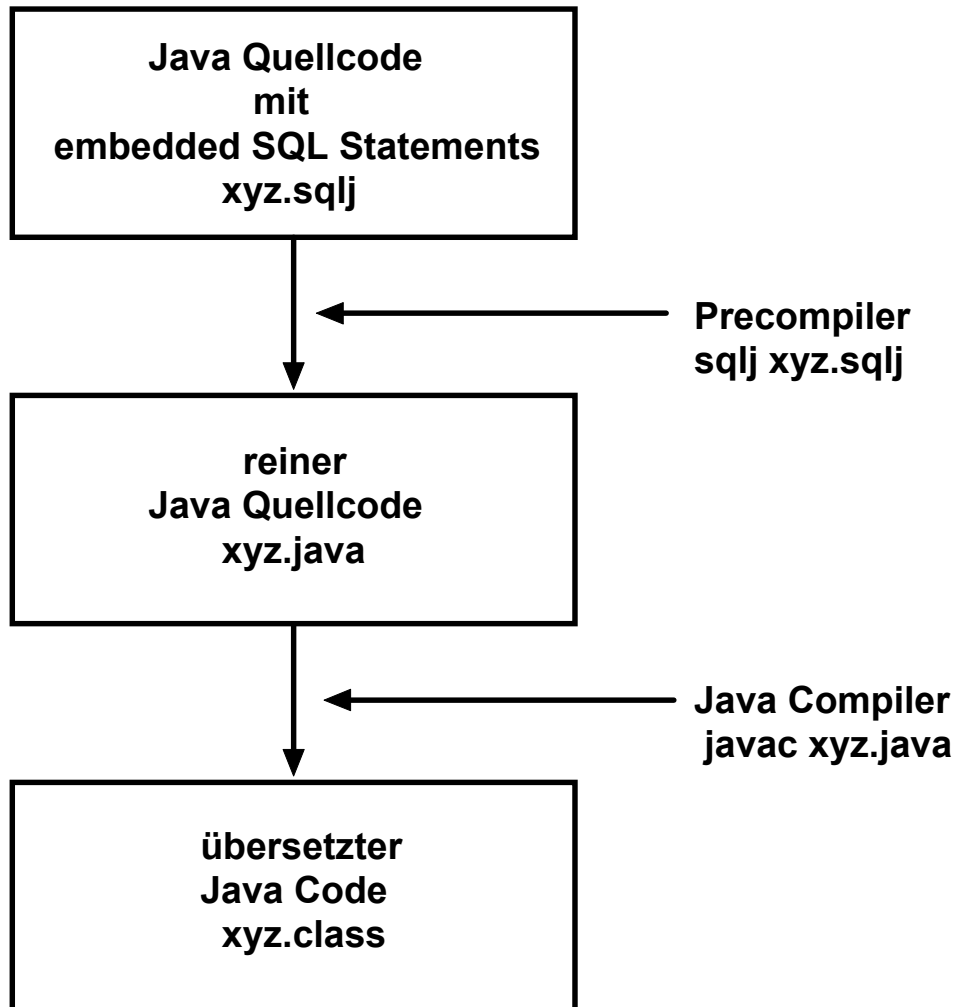 Java Quellcode
mit
embedded SQL Statements
xyz.sqlj
Precompiler
sqlj xyz.sqlj
reiner
Java Quellcode
xyz.java
Java Compiler
javac xyz.java
übersetzter
Java Code
xyz.class